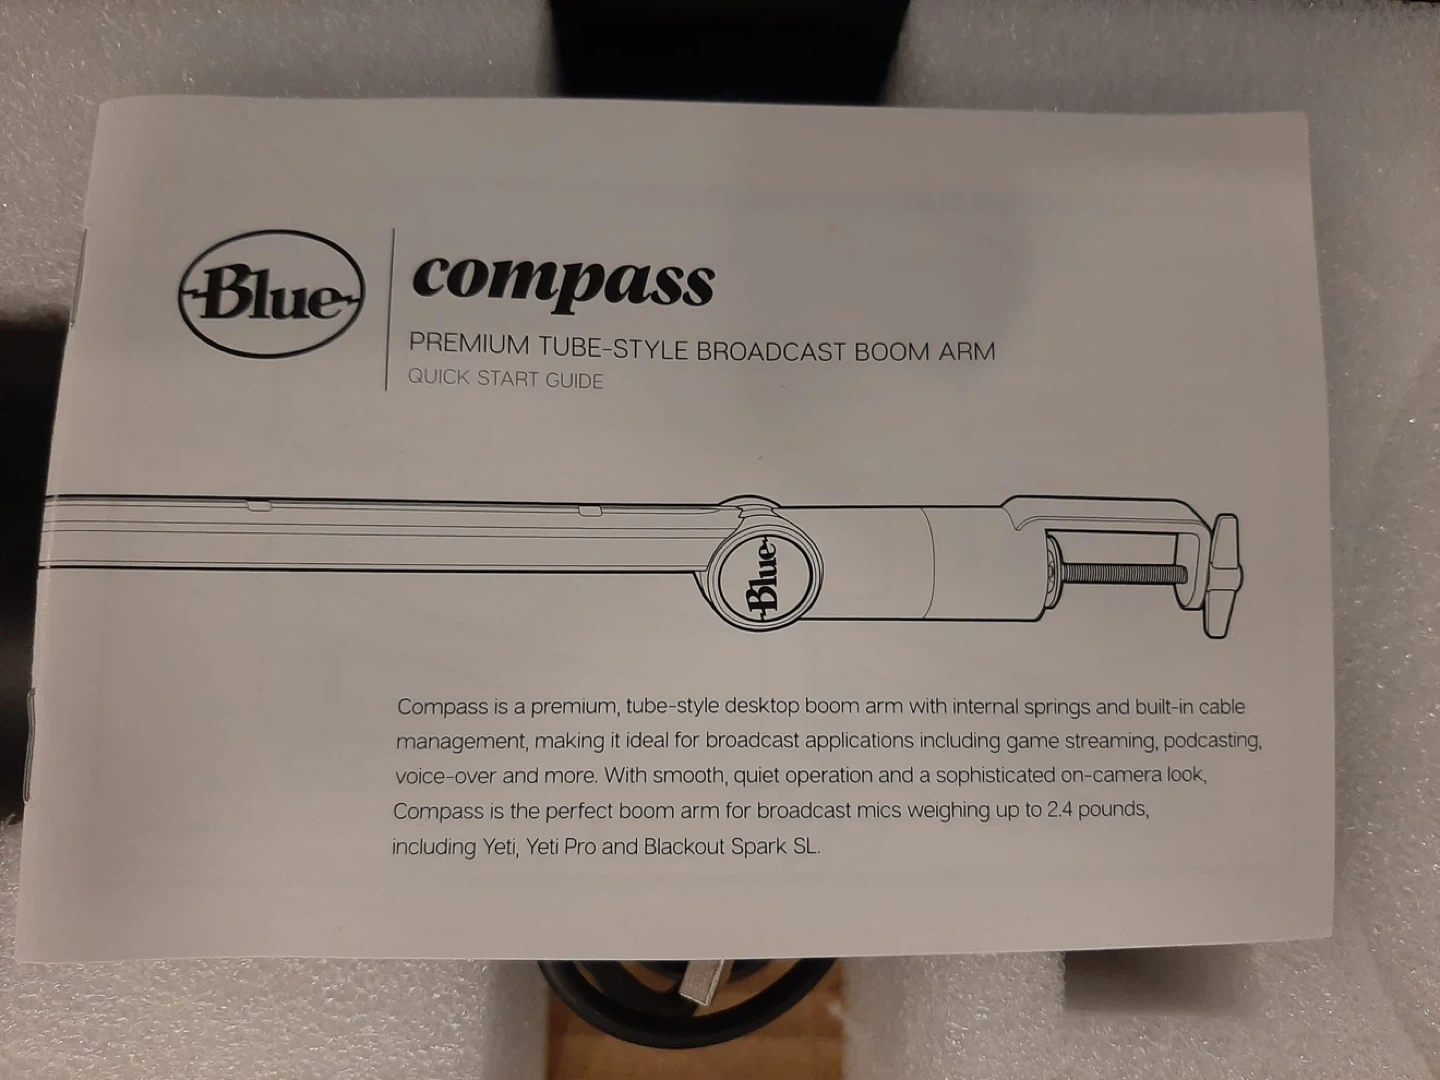 Blue
compass
PREMIUM TUBE-STYLE BROADCAST BOOM ARM
QUICK START GUIDE
Blue
Compass is a premium, tube-style desktop boom arm with internal springs and built-in cable
management, making it ideal for broadcast applications including game streaming, podcasting,
voice-over and more. With smooth, quiet operation and a sophisticated on-camera look,
Compass is the perfect boom arm for broadcast mics weighing up to 2.4 pounds,
including Yeti, Yeti Pro and Blackout Spark SL.